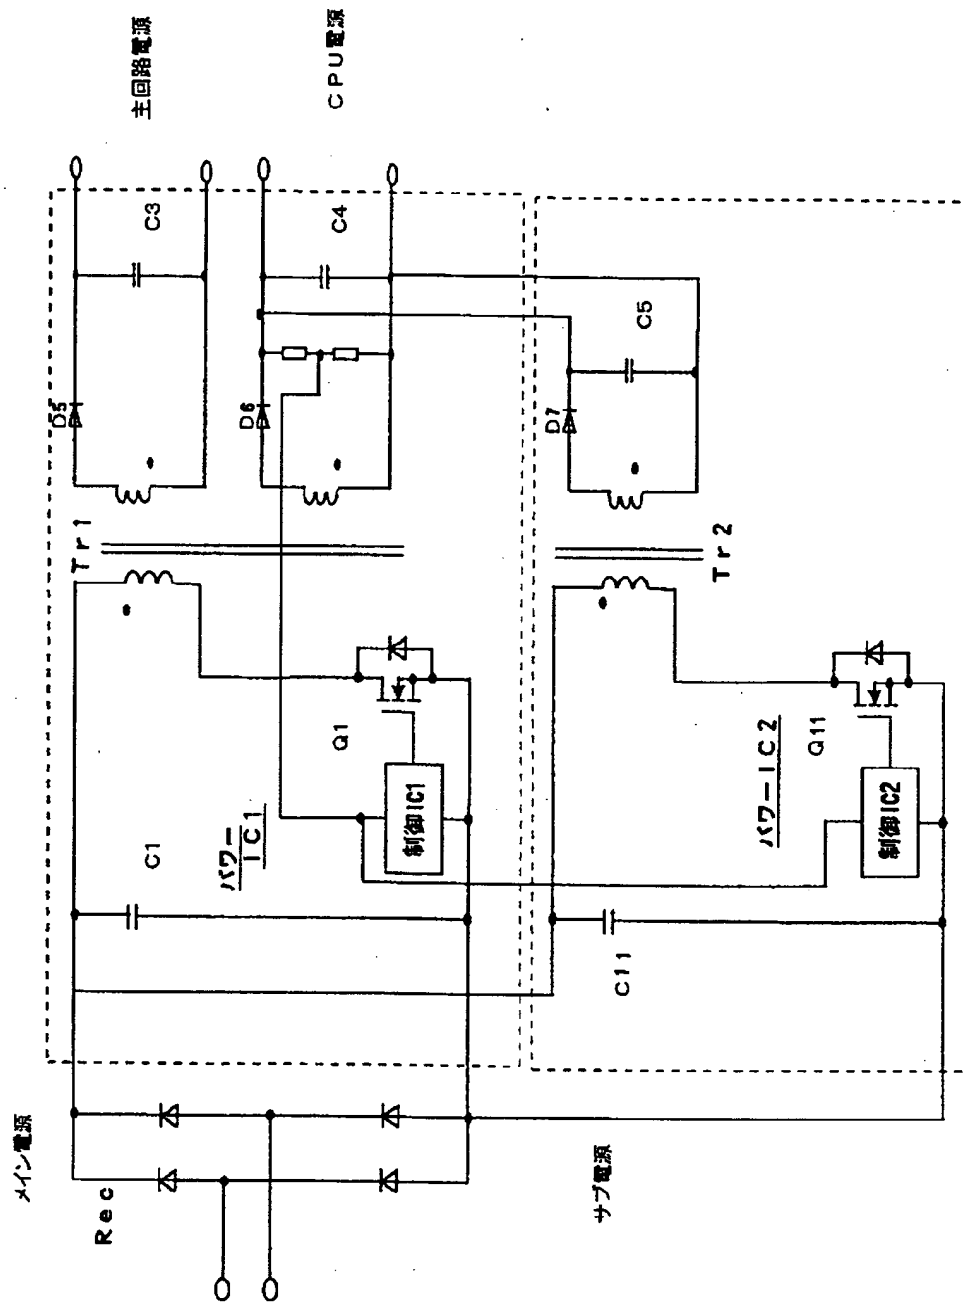 メイン電源
Rec
C1
パワー
IC1
制御IC1
Q1
Tr1
D5
C3
主回路電源
D6
C4
CPU電源
サブ電源
C11
パワーIC2
制御IC2
Q11
Tr2
D7
C5